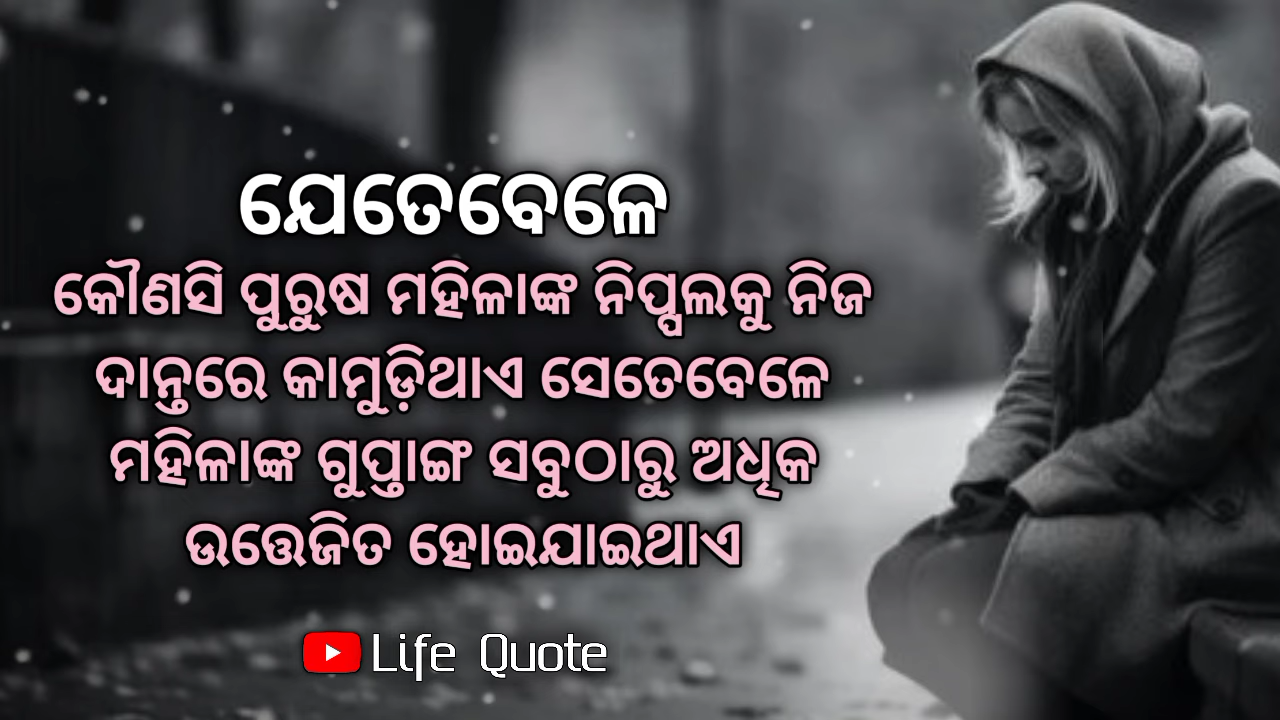 ଯେତେବେଳେ
କୌଣସି ପୁରୁଷ ମହିଳାଙ୍କ ନିପ୍ପଲକୁ ନିଜ
ଦାନ୍ତରେ କାମୁଡ଼ିଥାଏ ସେତେବେଳେ
ମହିଳାଙ୍କ ଗୁପ୍ତାଙ୍ଗ ସବୁଠାରୁ ଅଧିକ
ଉତ୍ତେଜିତ ହୋଇଯାଇଥାଏ
Life Quote